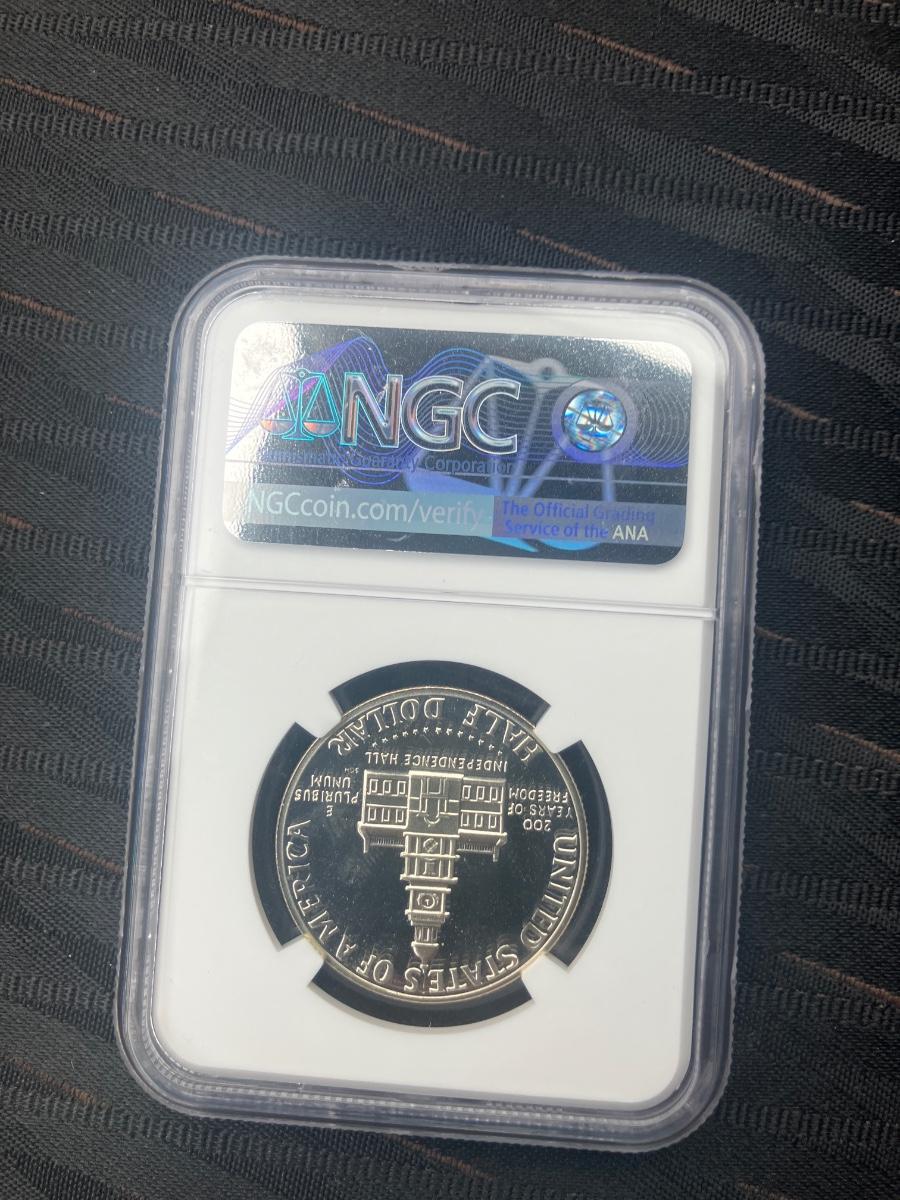 NGC
Numismatic Guaranty Corporation
NGCcoin.com/verify
The Official Grading
Service of the ANA
HALF DOLLAR
INDEPENDENCE HALL
200
YEARS OF
FREEDOM
E
PLURIBUS
UNUM
UNITED STATES OF AMERICA